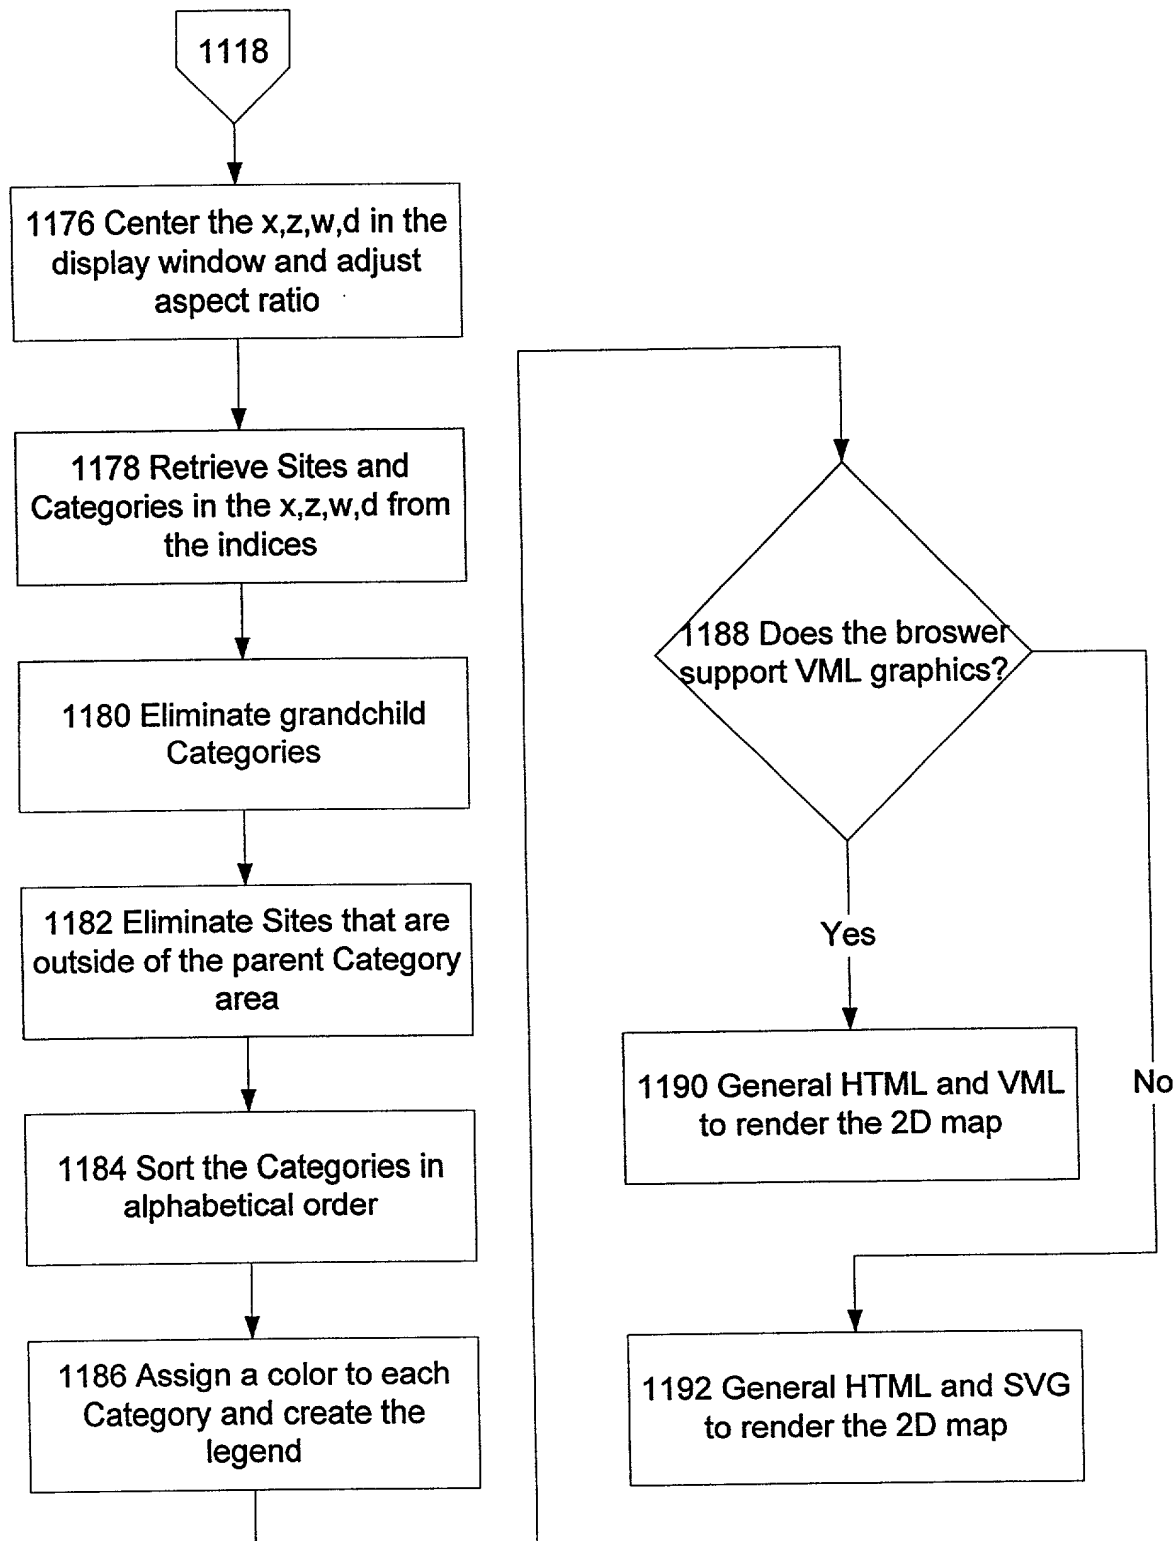 1118
1176 Center the x,z,w,d in the
display window and adjust
aspect ratio
1178 Retrieve Sites and
Categories in the x,z,w,d from
the indices
1180 Eliminate grandchild
Categories
1182 Eliminate Sites that are
outside of the parent Category
area
1184 Sort the Categories in
alphabetical order
1186 Assign a color to each
Category and create the
legend
1188 Does the broswer
support VML graphics?
Yes
No
1190 General HTML and VML
to render the 2D map
1192 General HTML and SVG
to render the 2D map